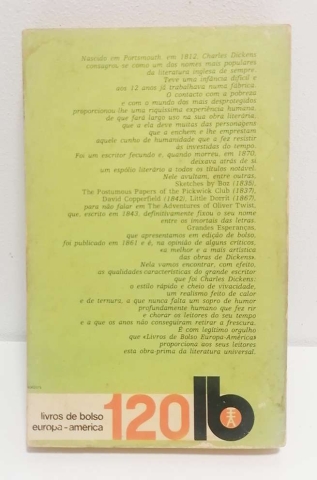 Nascido em Portsmouth, em 1812, Charles Dickens
consagrou-se como um dos nomes mais populares
da literatura inglesa de sempre.
Teve uma infância difícil e
aos 12 anos já trabalhava numa fábrica.
O contacto com a pobreza
e com o mundo dos mais desprotegidos
proporcionou-lhe uma riquíssima experiência humana,
de que fará largo uso na sua obra literária,
que a ela deve muitas das personagens
que a enchem e lhe emprestam
aquele cunho de humanidade que a fez resistir
às investidas do tempo.
Foi um escritor fecundo e, quando morreu, em 1870,
deixava atrás de si
um espólio literário a todos os títulos notável.
Nele avultam, entre outras,
Sketches by Boz (1835),
The Postumous Papers of the Pickwick Club (1837),
David Copperfield (1842), Little Dorrit (1867),
para não falar em The Adventures of Oliver Twist,
que, escrito em 1843, definitivamente fixou o seu nome
entre os imortais das letras.
Grandes Esperanças,
que apresentamos em edição de bolso,
foi publicado em 1861 e é, na opinião de alguns críticos,
«a melhor e a mais artística
das obras de Dickens».
Nela vamos encontrar, com efeito,
as qualidades características do grande escritor
que foi Charles Dickens:
o estilo rápido e cheio de vivacidade,
um realismo feito de calor
e de ternura, a que nunca falta um sopro de humor
profundamente humano que fez rir
e chorar os leitores do seu tempo
e a que os anos não conseguiram retirar a frescura.
É com legítimo orgulho
que «Livros de Bolso Europa-América»
proporciona aos seus leitores
esta obra-prima da literatura universal.
livros de bolso
europa-américa
120
lb